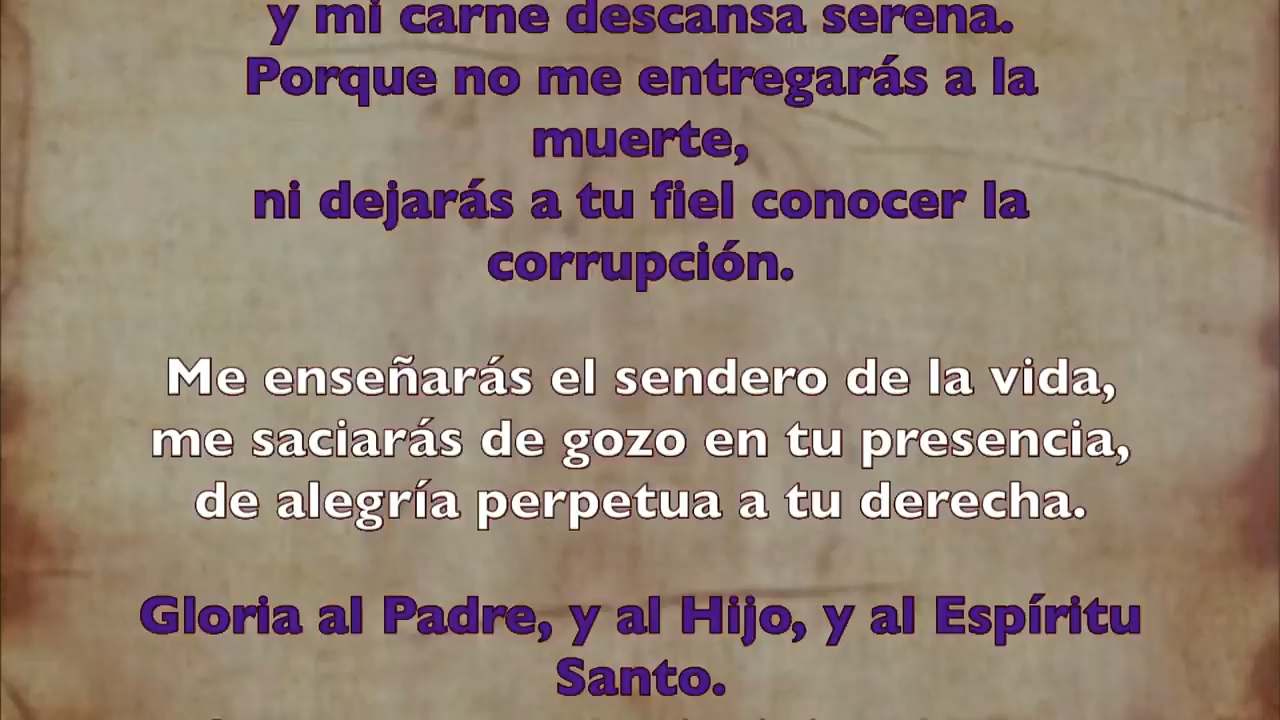 y mi carne descansa serena.
Porque no me entregarás a la
muerte,
ni dejarás a tu fiel conocer la
corrupción.
Me enseñarás el sendero de la vida,
me saciarás de gozo en tu presencia,
de alegría perpetua a tu derecha.
Gloria al Padre, y al Hijo, y al Espíritu
Santo.